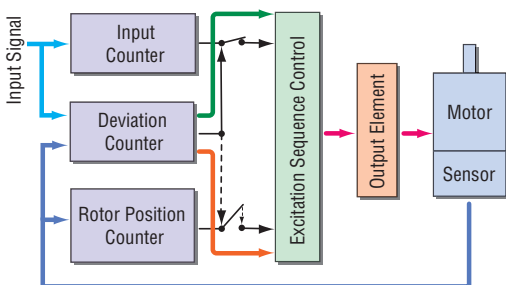 Input Signal
Input
Counter
Deviation
Counter
Rotor Position
Counter
Excitation Sequence Control
Output Element
Motor
Sensor